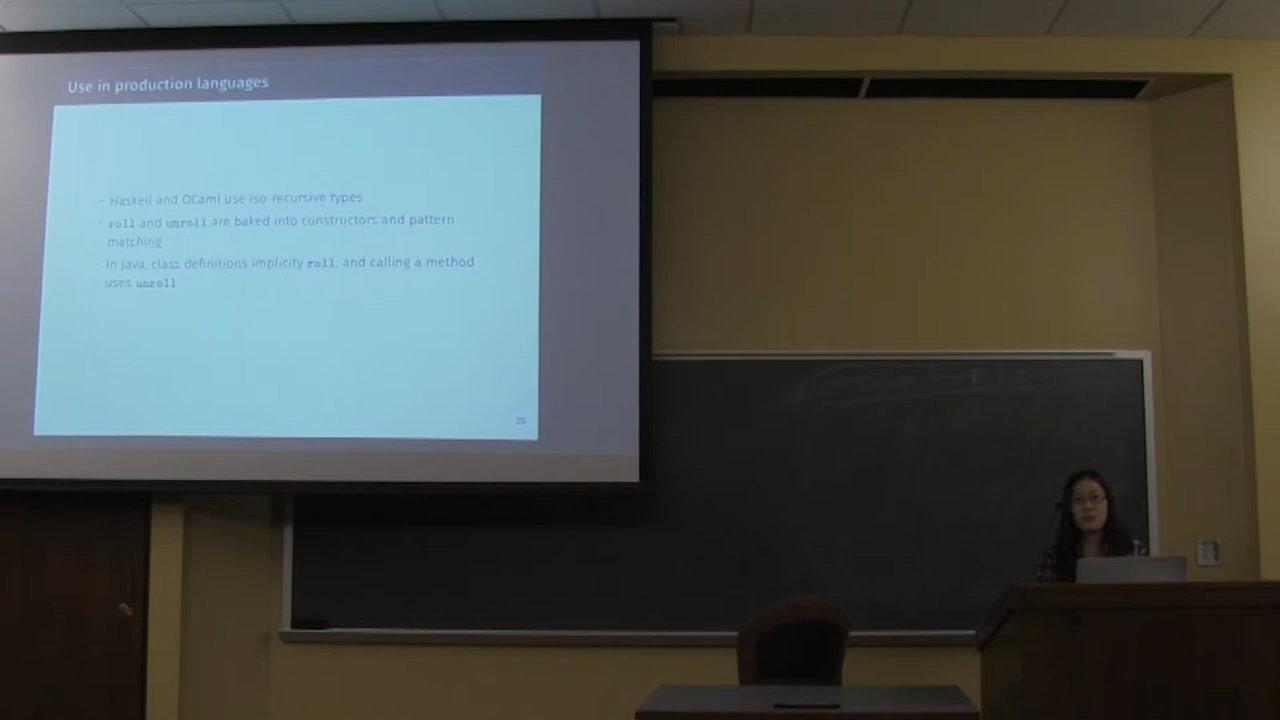 Use in production languages
· Haskell and OCaml use iso-recursive types
· roll and unroll are baked into constructors and pattern
matching
· In Java, class definitions implicity roll, and calling a method
uses unroll
20